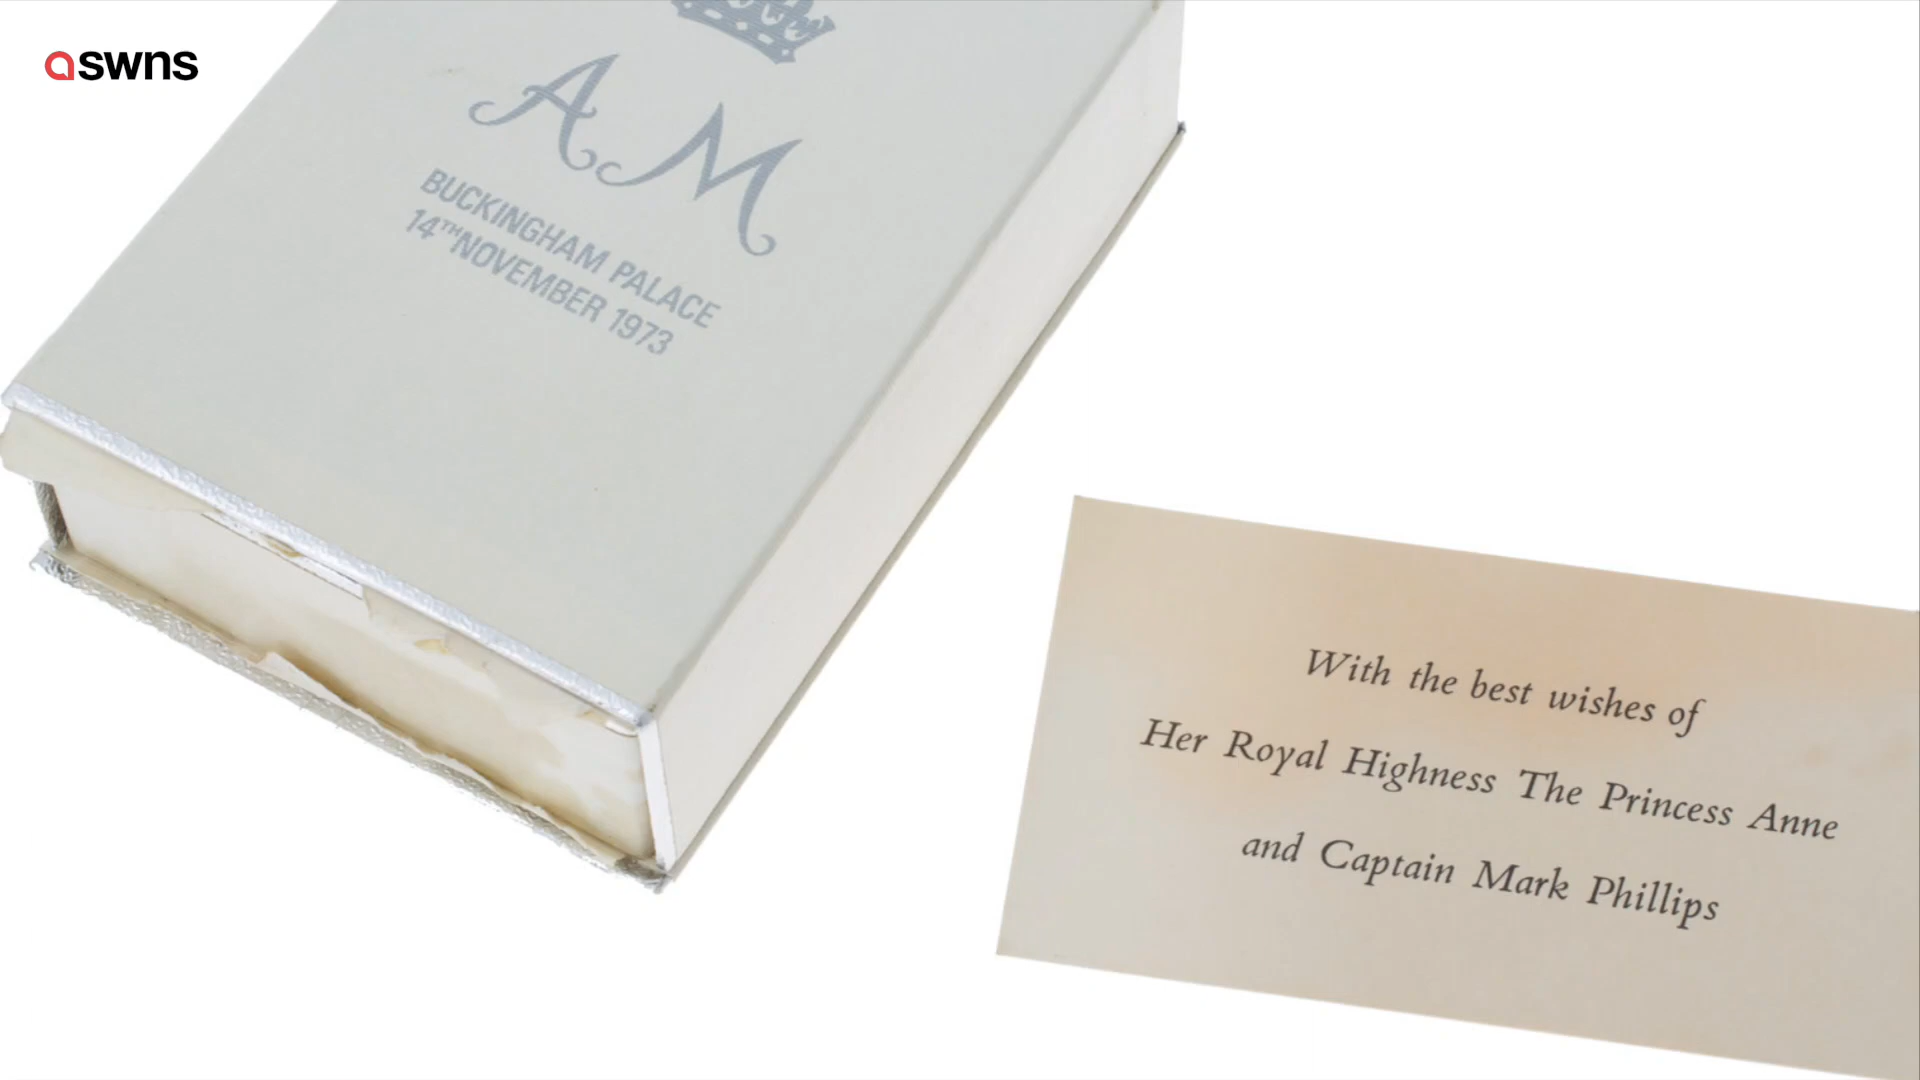 swns
A M
BUCKINGHAM PALACE
14TH NOVEMBER 1973
With the best wishes of
Her Royal Highness The Princess Anne
and Captain Mark Phillips